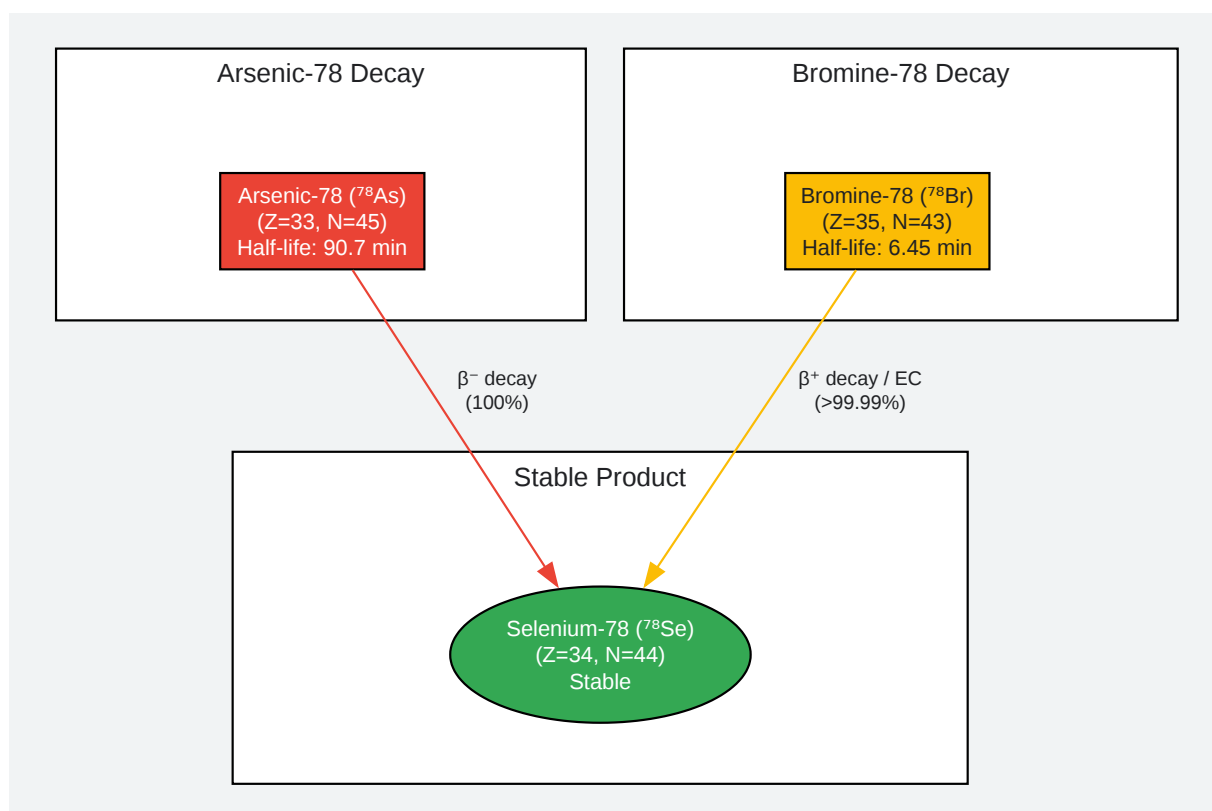 Arsenic-78 Decay
Bromine-78 Decay
Arsenic-78 (⁷⁸As)
(Z=33, N=45)
Half-life: 90.7 min
Bromine-78 (⁷⁸Br)
(Z=35, N=43)
Half-life: 6.45 min
β⁻ decay
(100%)
β⁺ decay / EC
(>99.99%)
Stable Product
Selenium-78 (⁷⁸Se)
(Z=34, N=44)
Stable